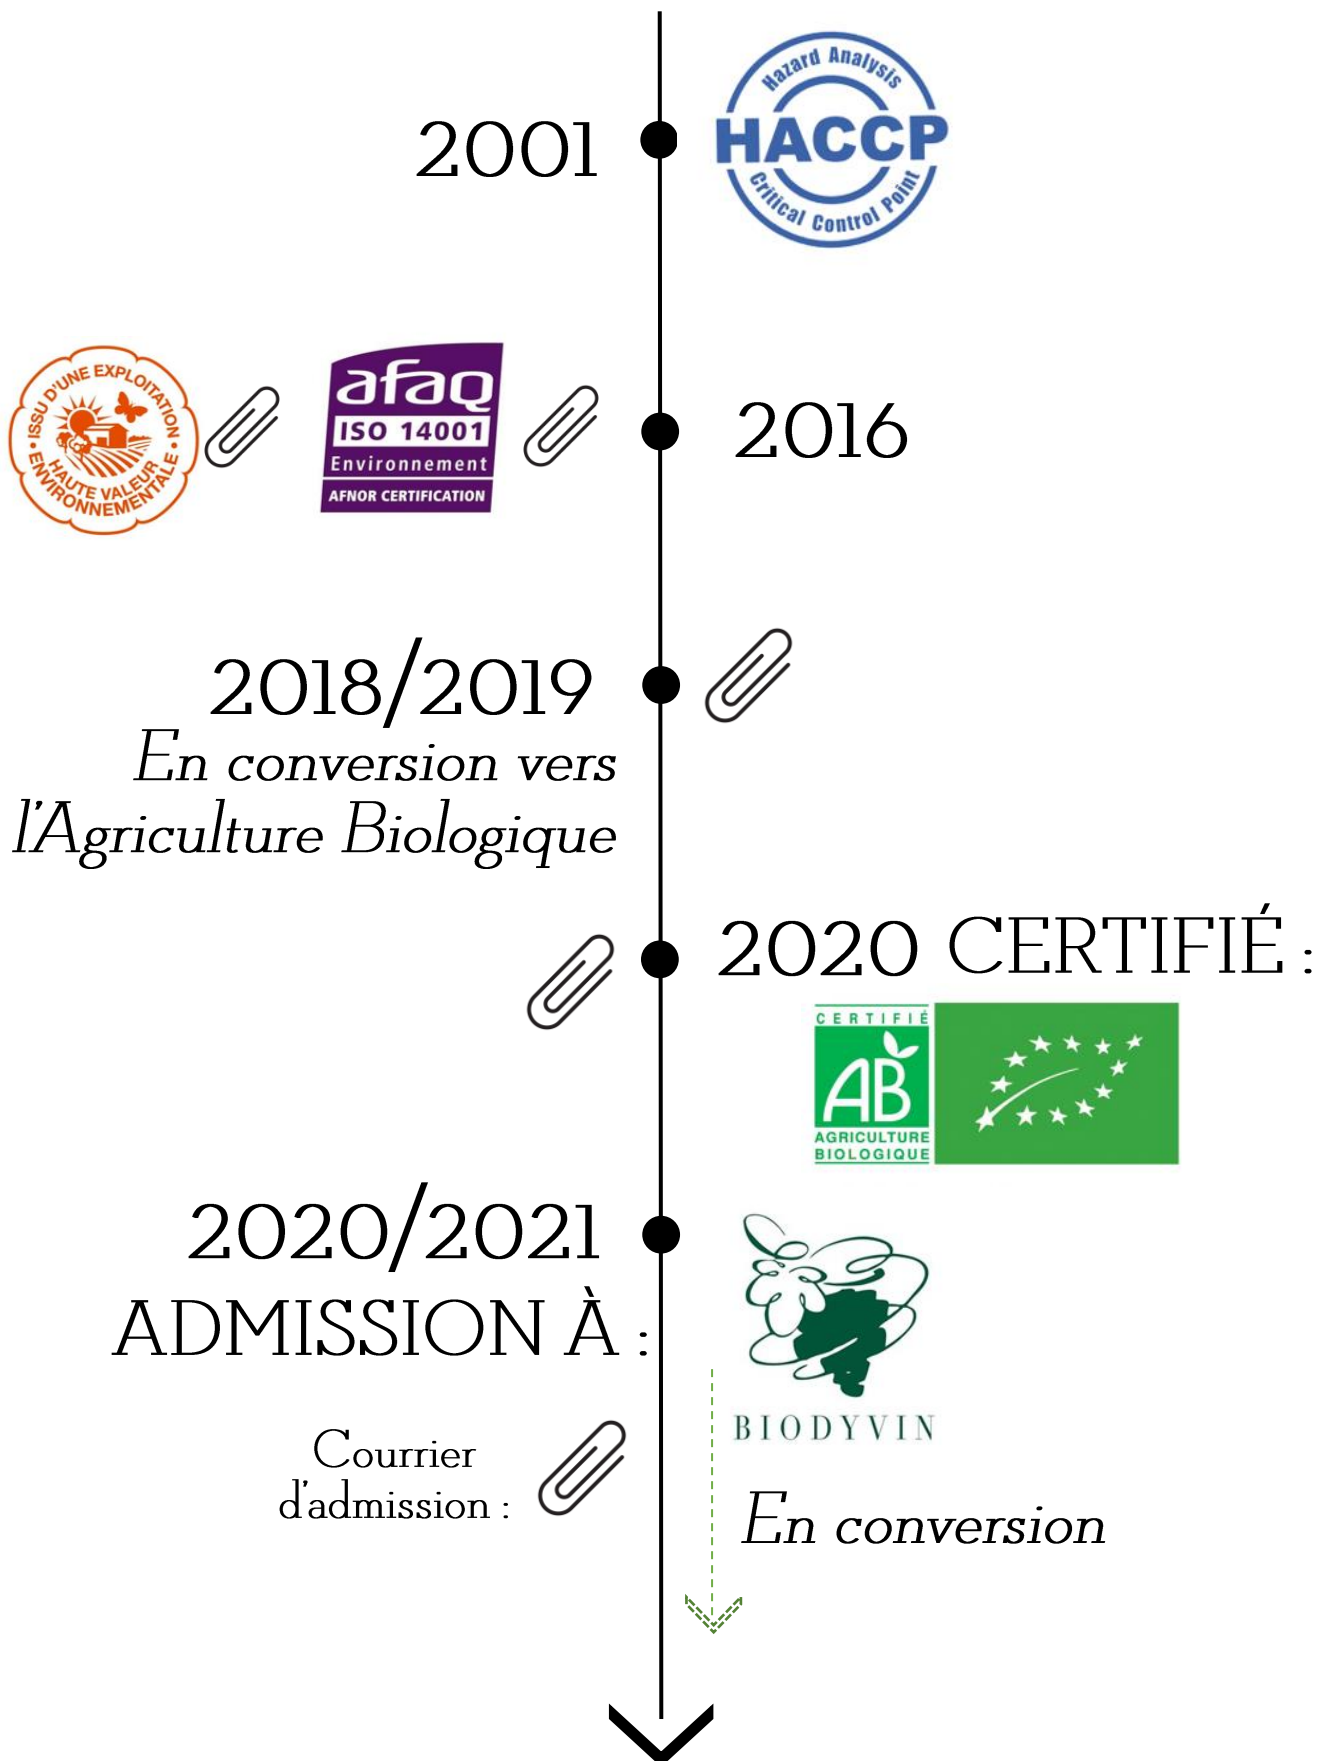 2001
Hazard Analysis
HACCP
Critical Control Point
ISSU D'UNE EXPLOITATION
HAUTE VALEUR
ENVIRONNEMENTALE
afaq
ISO 14001
Environnement
AFNOR CERTIFICATION
2016
2018/2019
En conversion vers
l'Agriculture Biologique
2020 CERTIFIÉ :
CERTIFIÉ
AB
AGRICULTURE
BIOLOGIQUE
2020/2021
ADMISSION À :
BIODYVIN
Courrier
d'admission :
En conversion